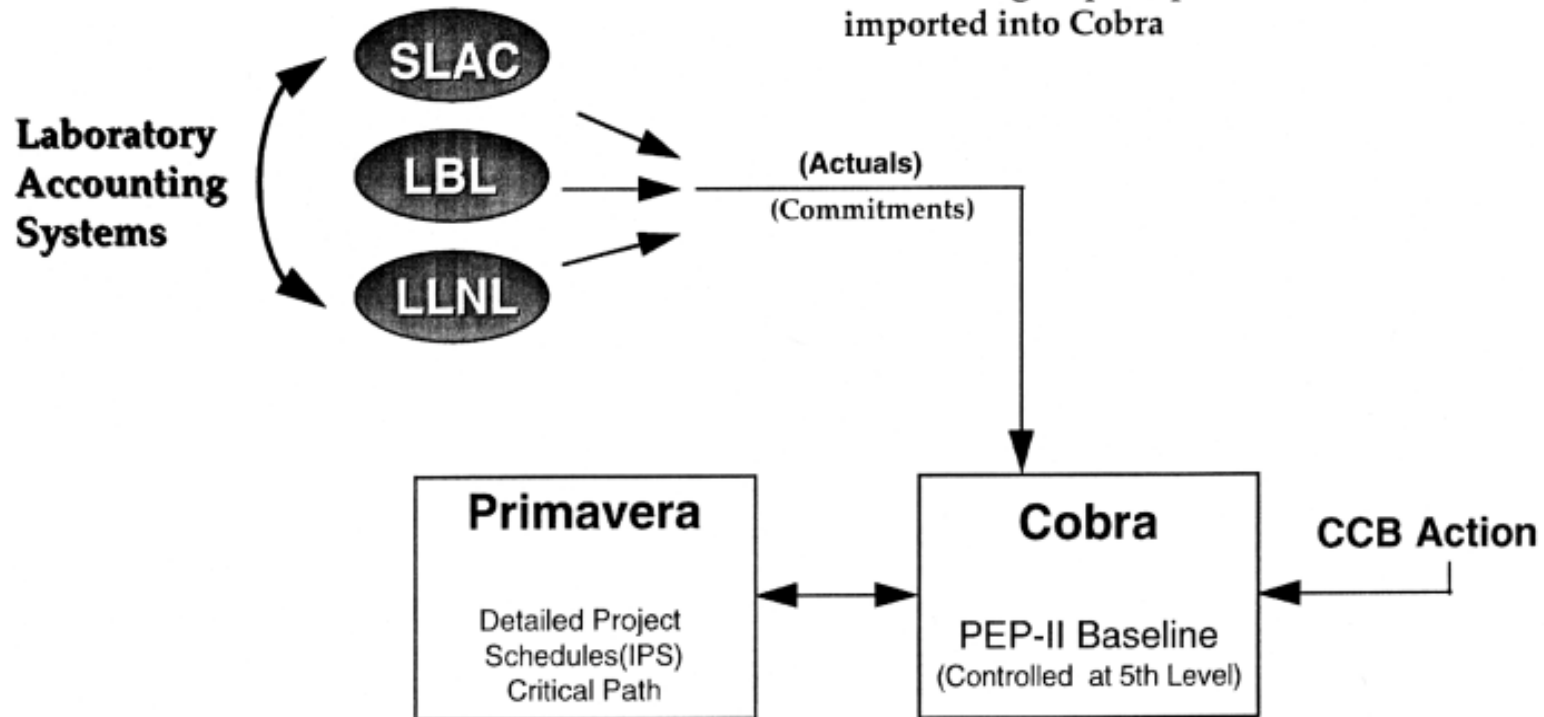 imported into Cobra
SLAC
Laboratory
Accounting
Systems
LBL
LLNL
(Actuals)
(Commitments)
Primavera
Detailed Project
Schedules(IPS)
Critical Path
Cobra
PEP-II Baseline
(Controlled at 5th Level)
CCB Action